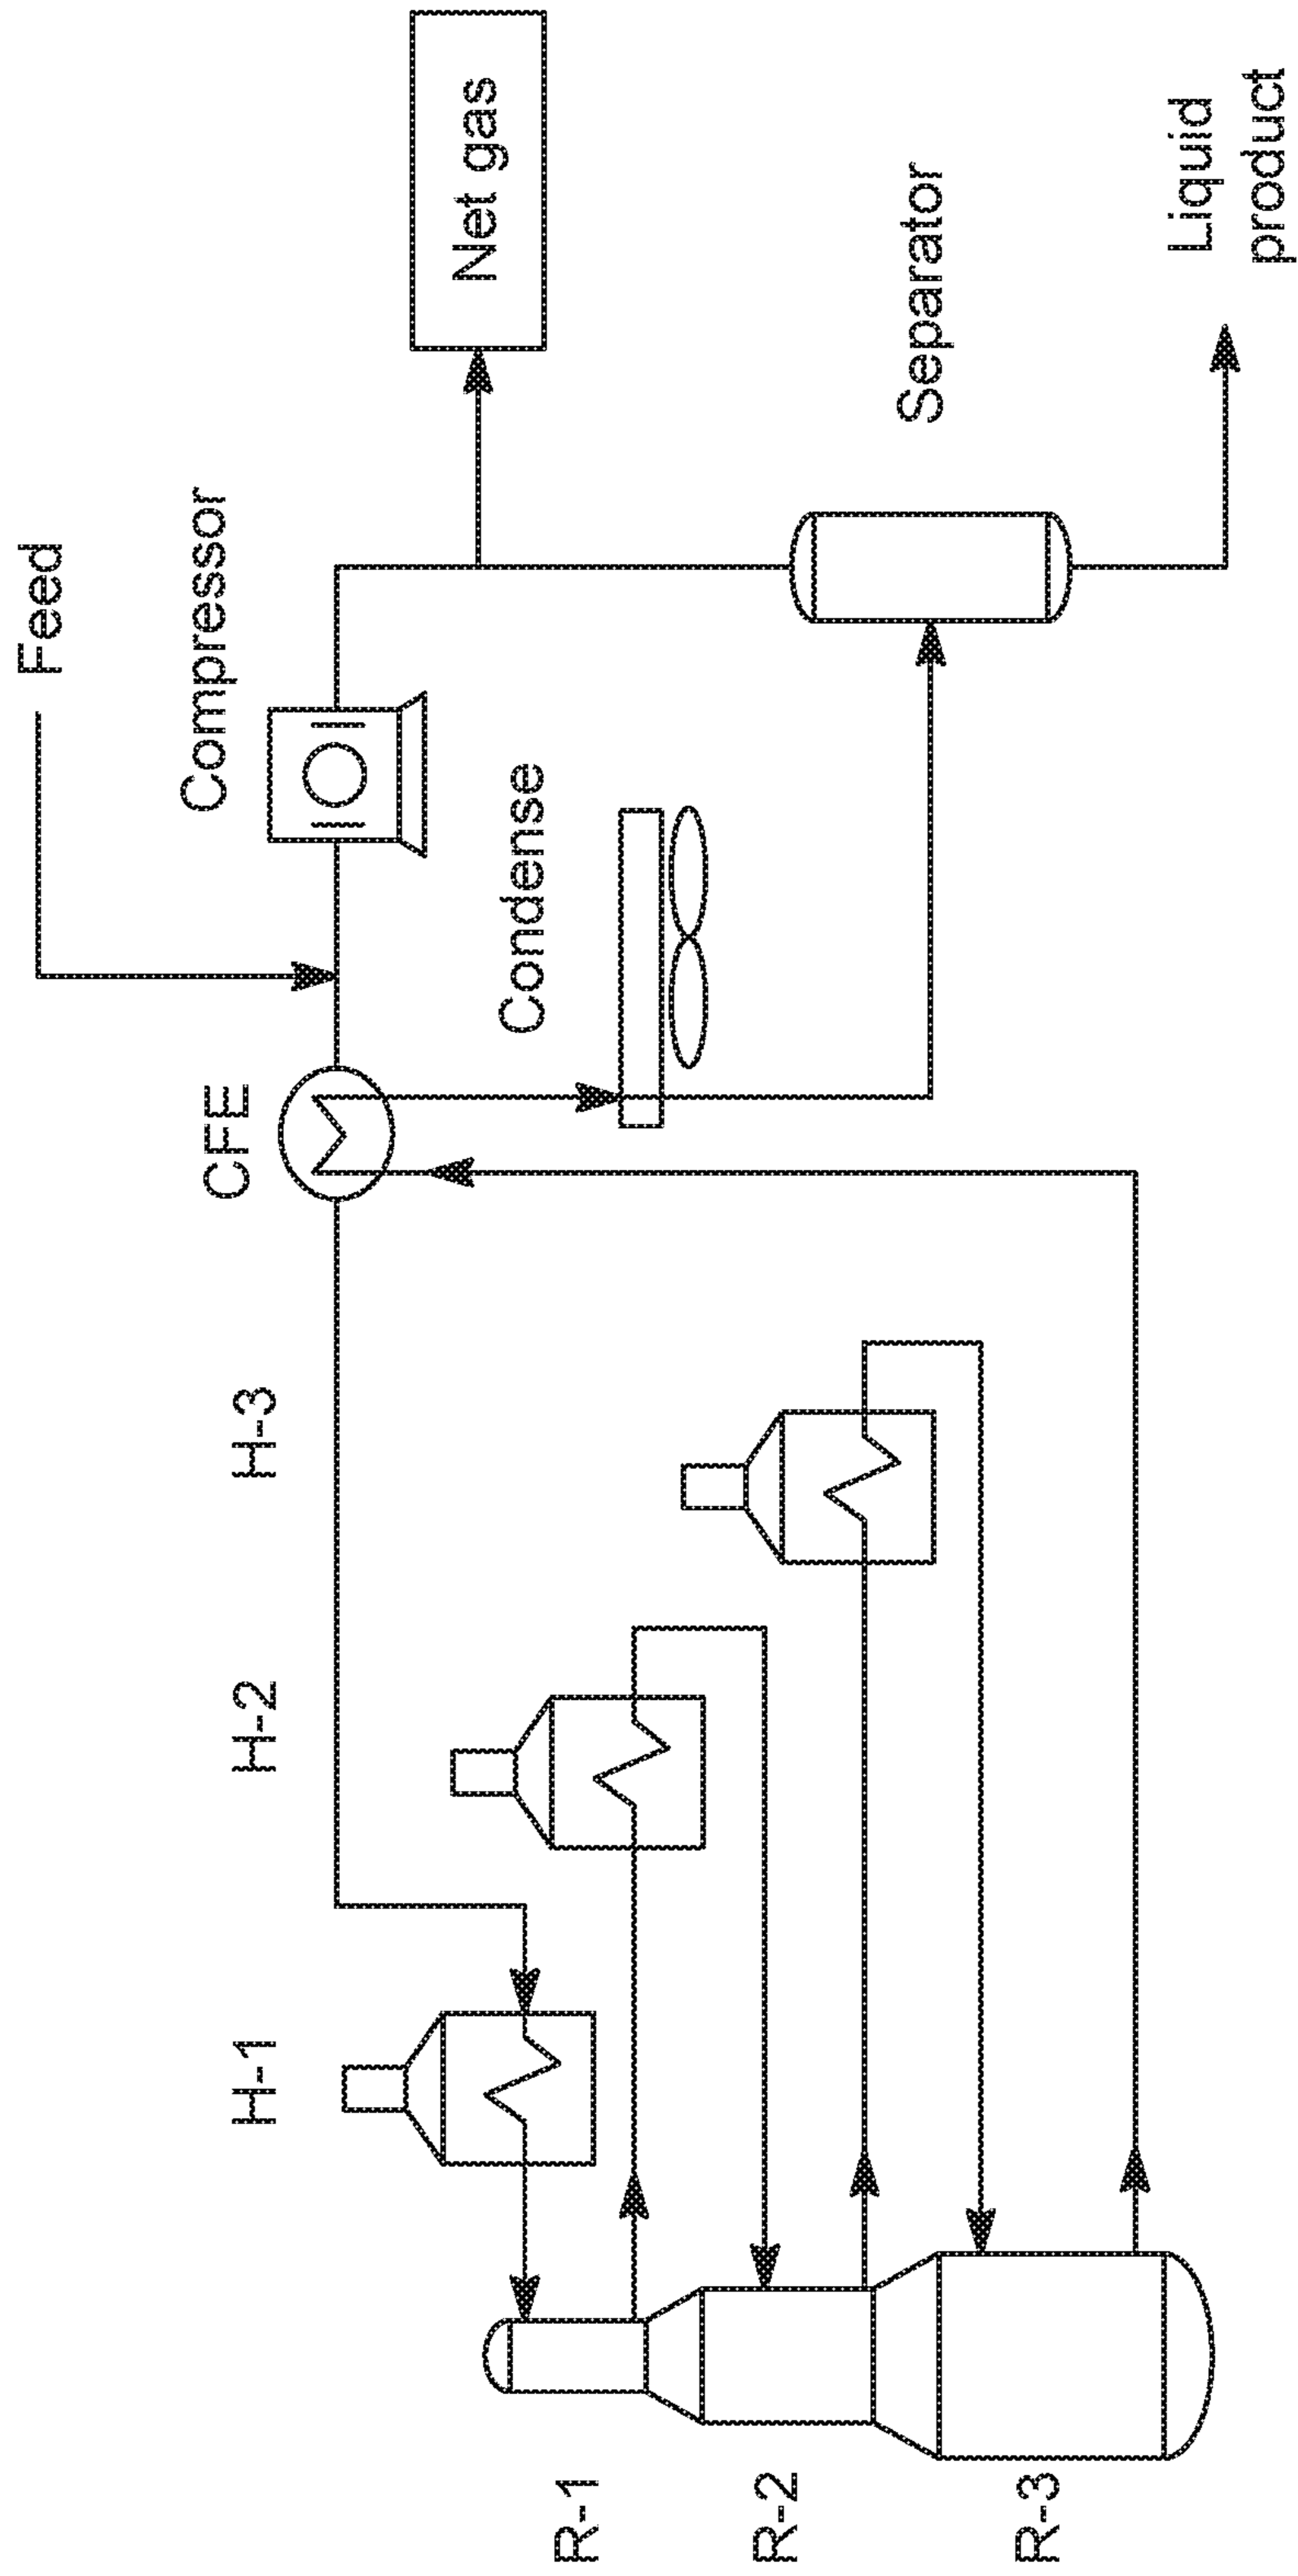 Feed
Compressor
Net gas
CFE
Condense
Separator
Liquid
product
H-1
H-2
H-3
R-1
R-2
R-3